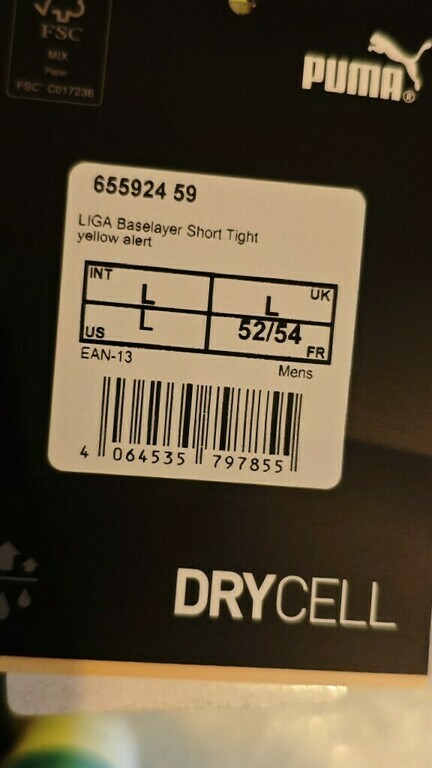 FSC
MIX
Paper
FSC™ C017236
PUMA®
655924 59
LIGA Baselayer Short Tight
yellow alert
INT L
L UK
US L
52/54 FR
EAN-13
Mens
4 064535 797855
DRYCELL